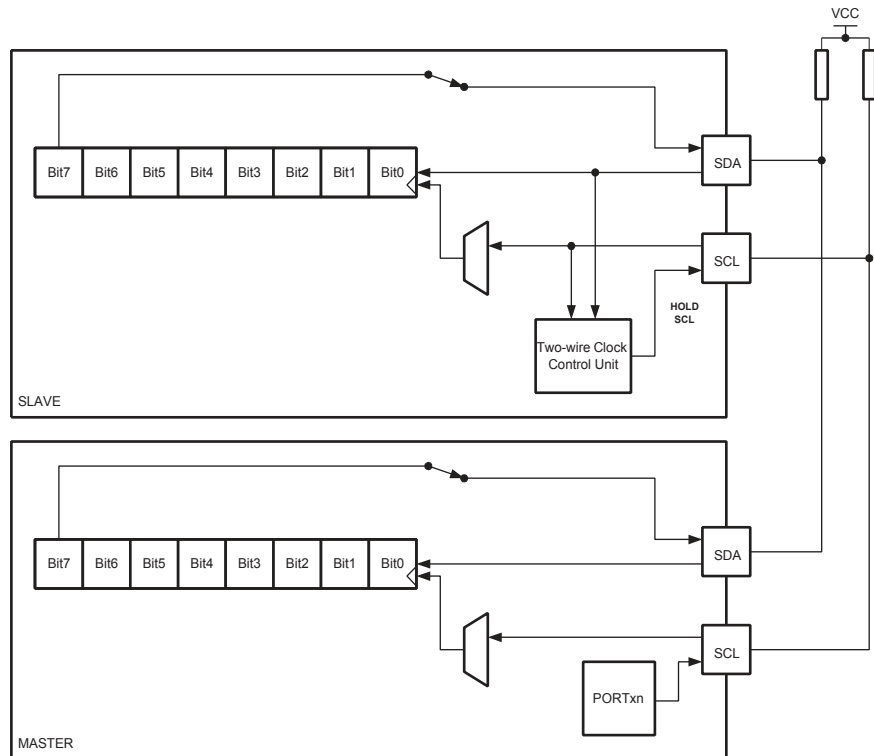 VCC
Bit7 Bit6 Bit5 Bit4 Bit3 Bit2 Bit1 Bit0
SDA
SCL
HOLD
SCL
Two-wire Clock
Control Unit
SLAVE
Bit7 Bit6 Bit5 Bit4 Bit3 Bit2 Bit1 Bit0
SDA
SCL
PORTxn
MASTER